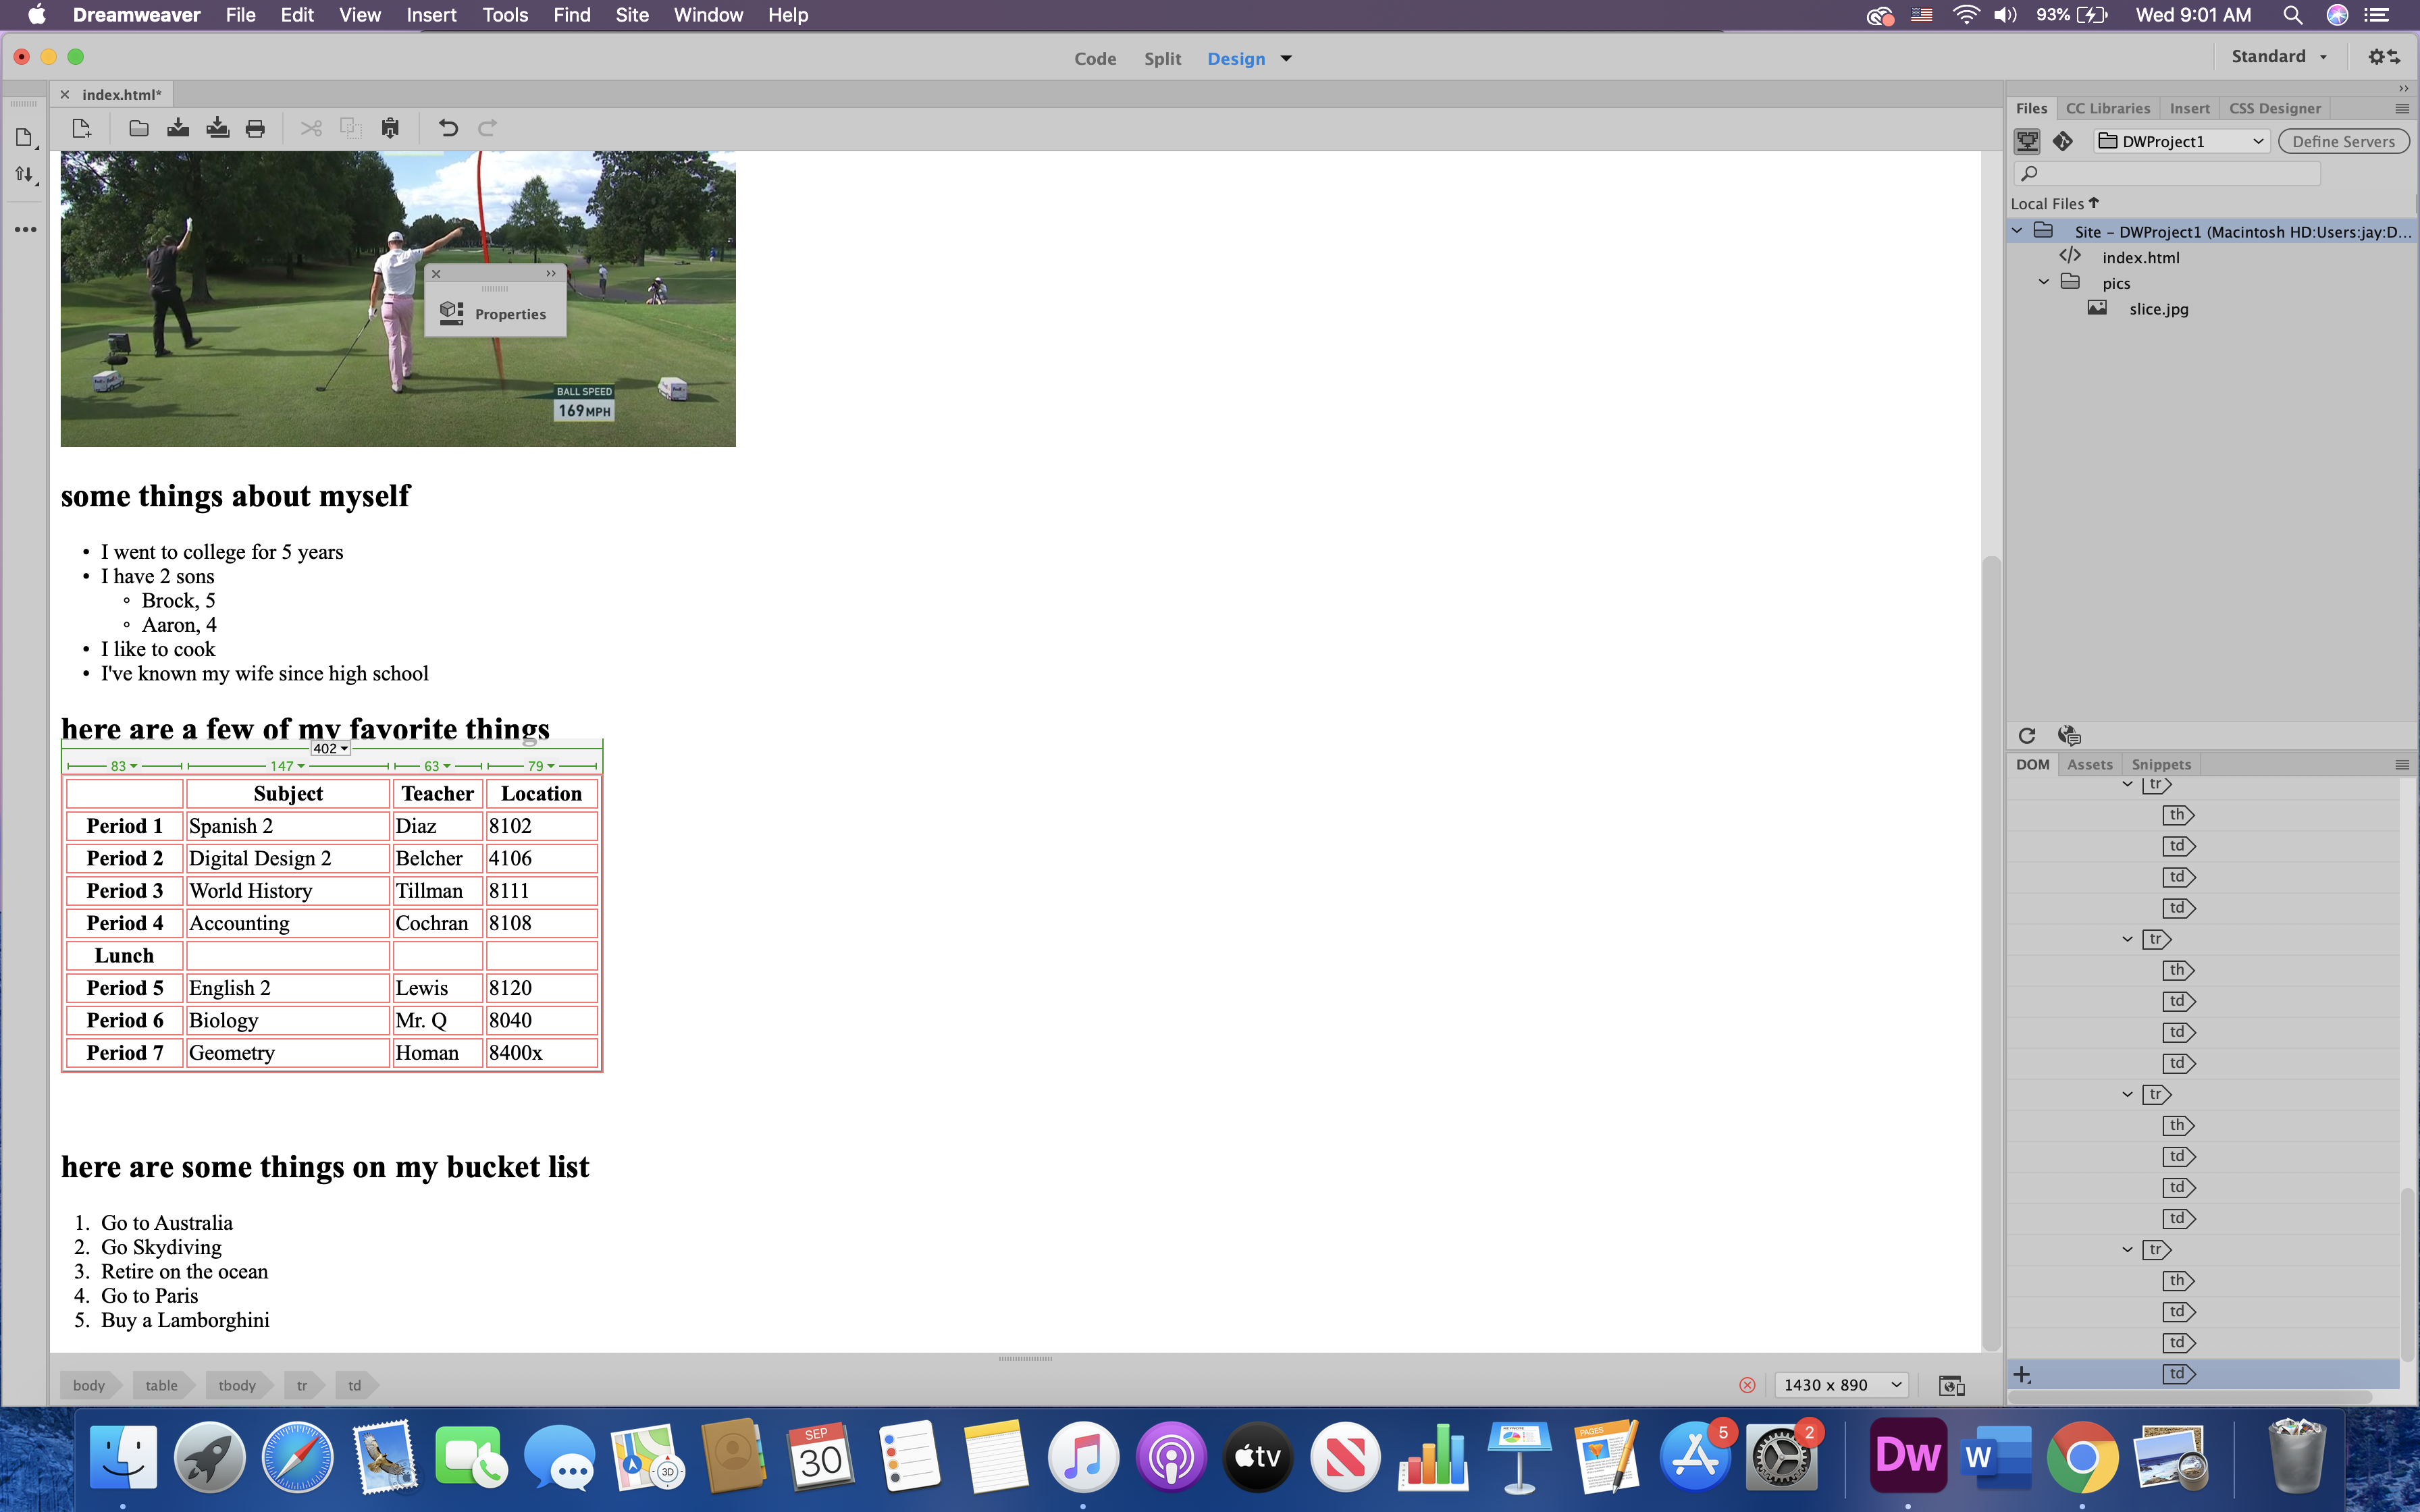 Dreamweaver File Edit View Insert Tools Find Site Window Help 93% Wed 9:01 AM
Code Split Design Standard
index.html*
Files CC Libraries Insert CSS Designer
DWProject1 Define Servers
Local Files
Site - DWProject1 (Macintosh HD:Users:jay:D...
index.html
pics
slice.jpg
Properties
BALL SPEED
169 MPH
some things about myself
• I went to college for 5 years
• I have 2 sons
◦ Brock, 5
◦ Aaron, 4
• I like to cook
• I've known my wife since high school
here are a few of my favorite things
402
83 147 63 79
Subject Teacher Location
Period 1 Spanish 2 Diaz 8102
Period 2 Digital Design 2 Belcher 4106
Period 3 World History Tillman 8111
Period 4 Accounting Cochran 8108
Lunch
Period 5 English 2 Lewis 8120
Period 6 Biology Mr. Q 8040
Period 7 Geometry Homan 8400x
here are some things on my bucket list
1. Go to Australia
2. Go Skydiving
3. Retire on the ocean
4. Go to Paris
5. Buy a Lamborghini
DOM Assets Snippets
tr
th
td
td
td
tr
th
td
td
td
tr
th
td
td
td
tr
th
td
td
td
body table tbody tr td
1430 x 890
3D
SEP
30
tv
PAGES
5
2
Dw
W